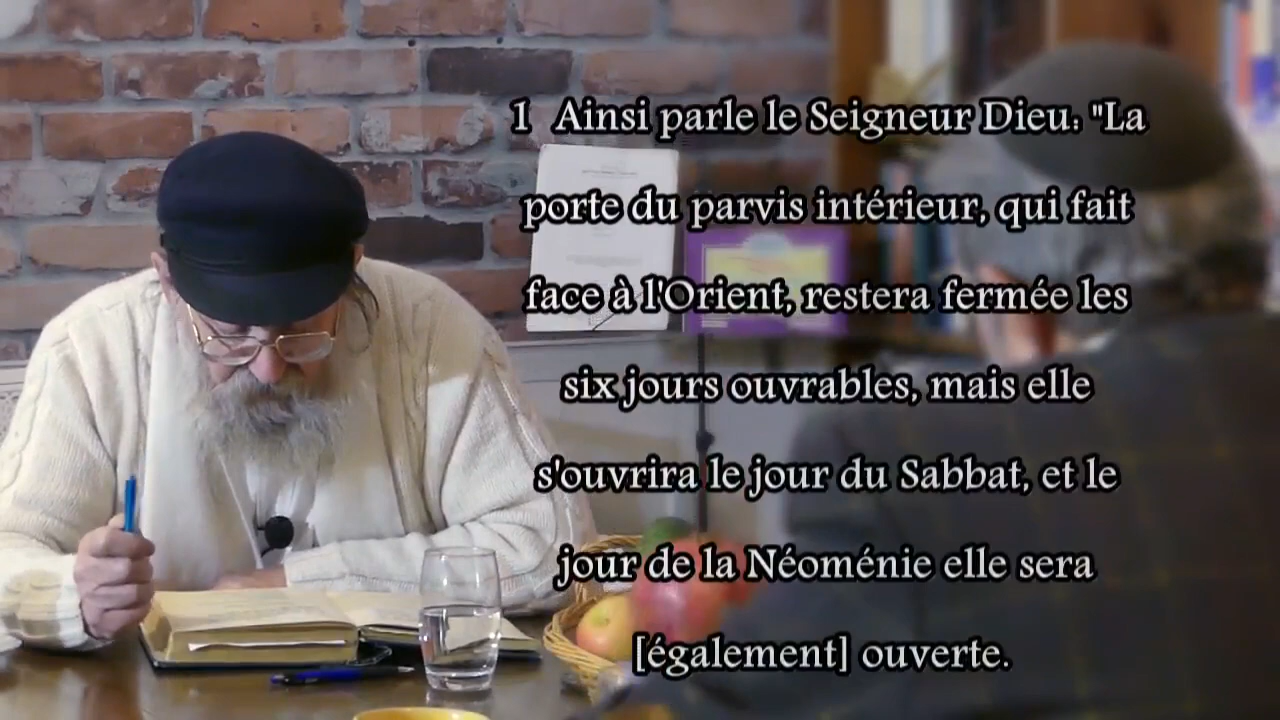 1 Ainsi parle le Seigneur Dieu: "La
porte du parvis intérieur, qui fait
face à l'Orient, restera fermée les
six jours ouvrables, mais elle
s'ouvrira le jour du Sabbat, et le
jour de la Néoménie elle sera
[également] ouverte.